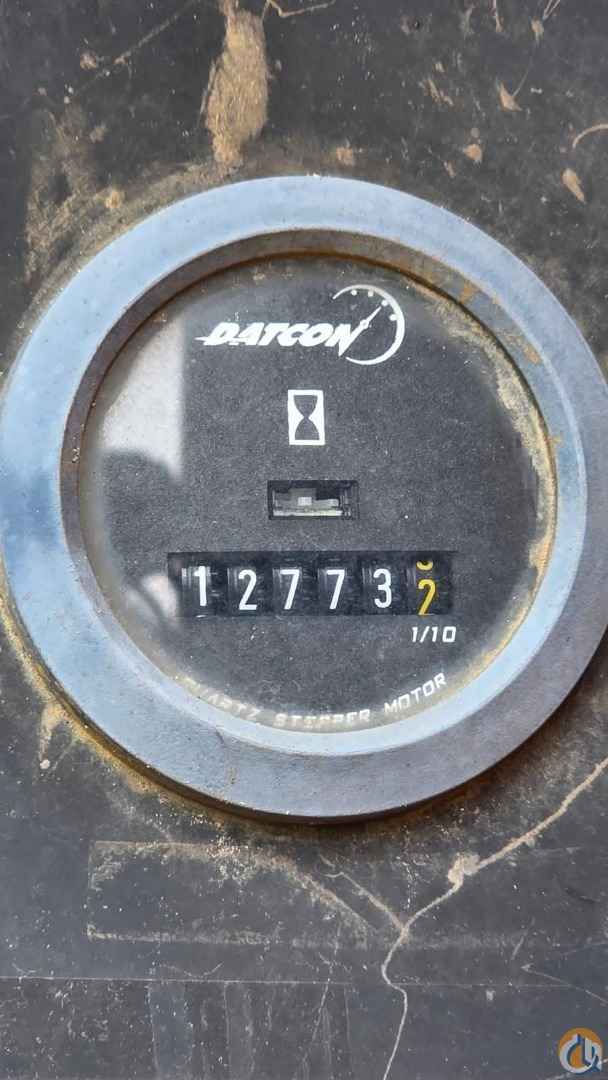 DATCON
127732
1/10
QUARTZ STEPPER MOTOR